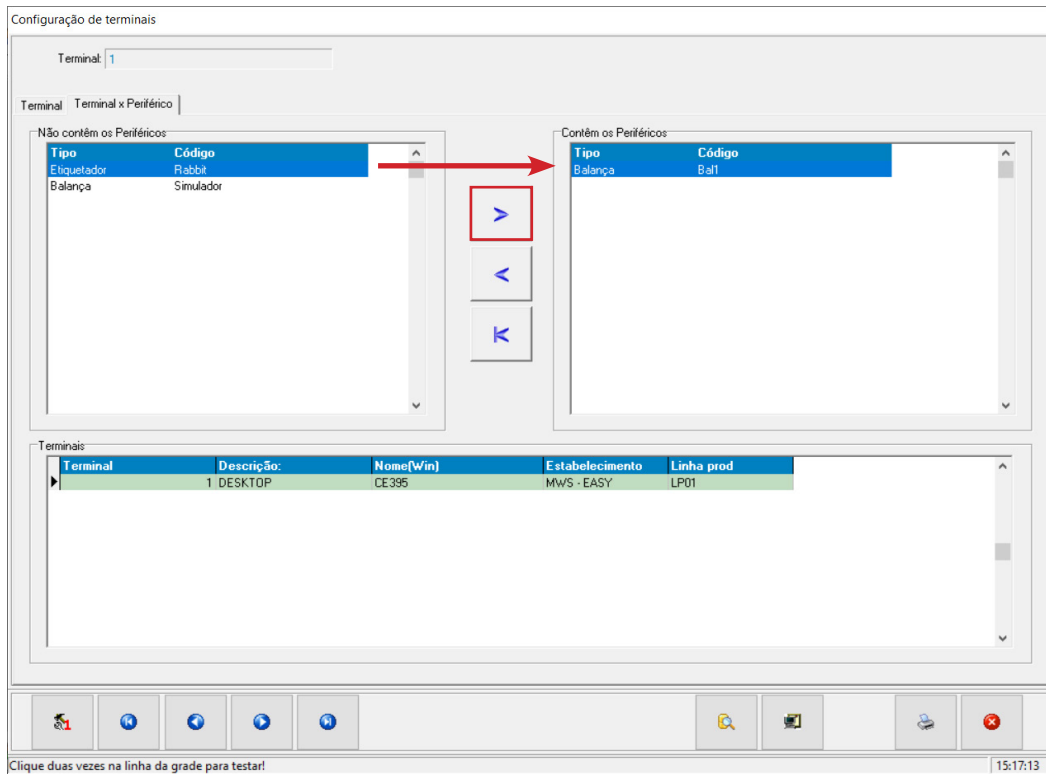 Configuração de terminais
Terminal: 1
Terminal Terminal x Periférico
Não contêm os Periféricos
Tipo Código
Etiquetador Rabbit
Balança Simulador
Contêm os Periféricos
Tipo Código
Balança Bal1
Terminais
Terminal Descrição: Nome(Win) Estabelecimento Linha prod
1 DESKTOP CE395 MWS - EASY LP01
1
Clique duas vezes na linha da grade para testar! 15:17:13